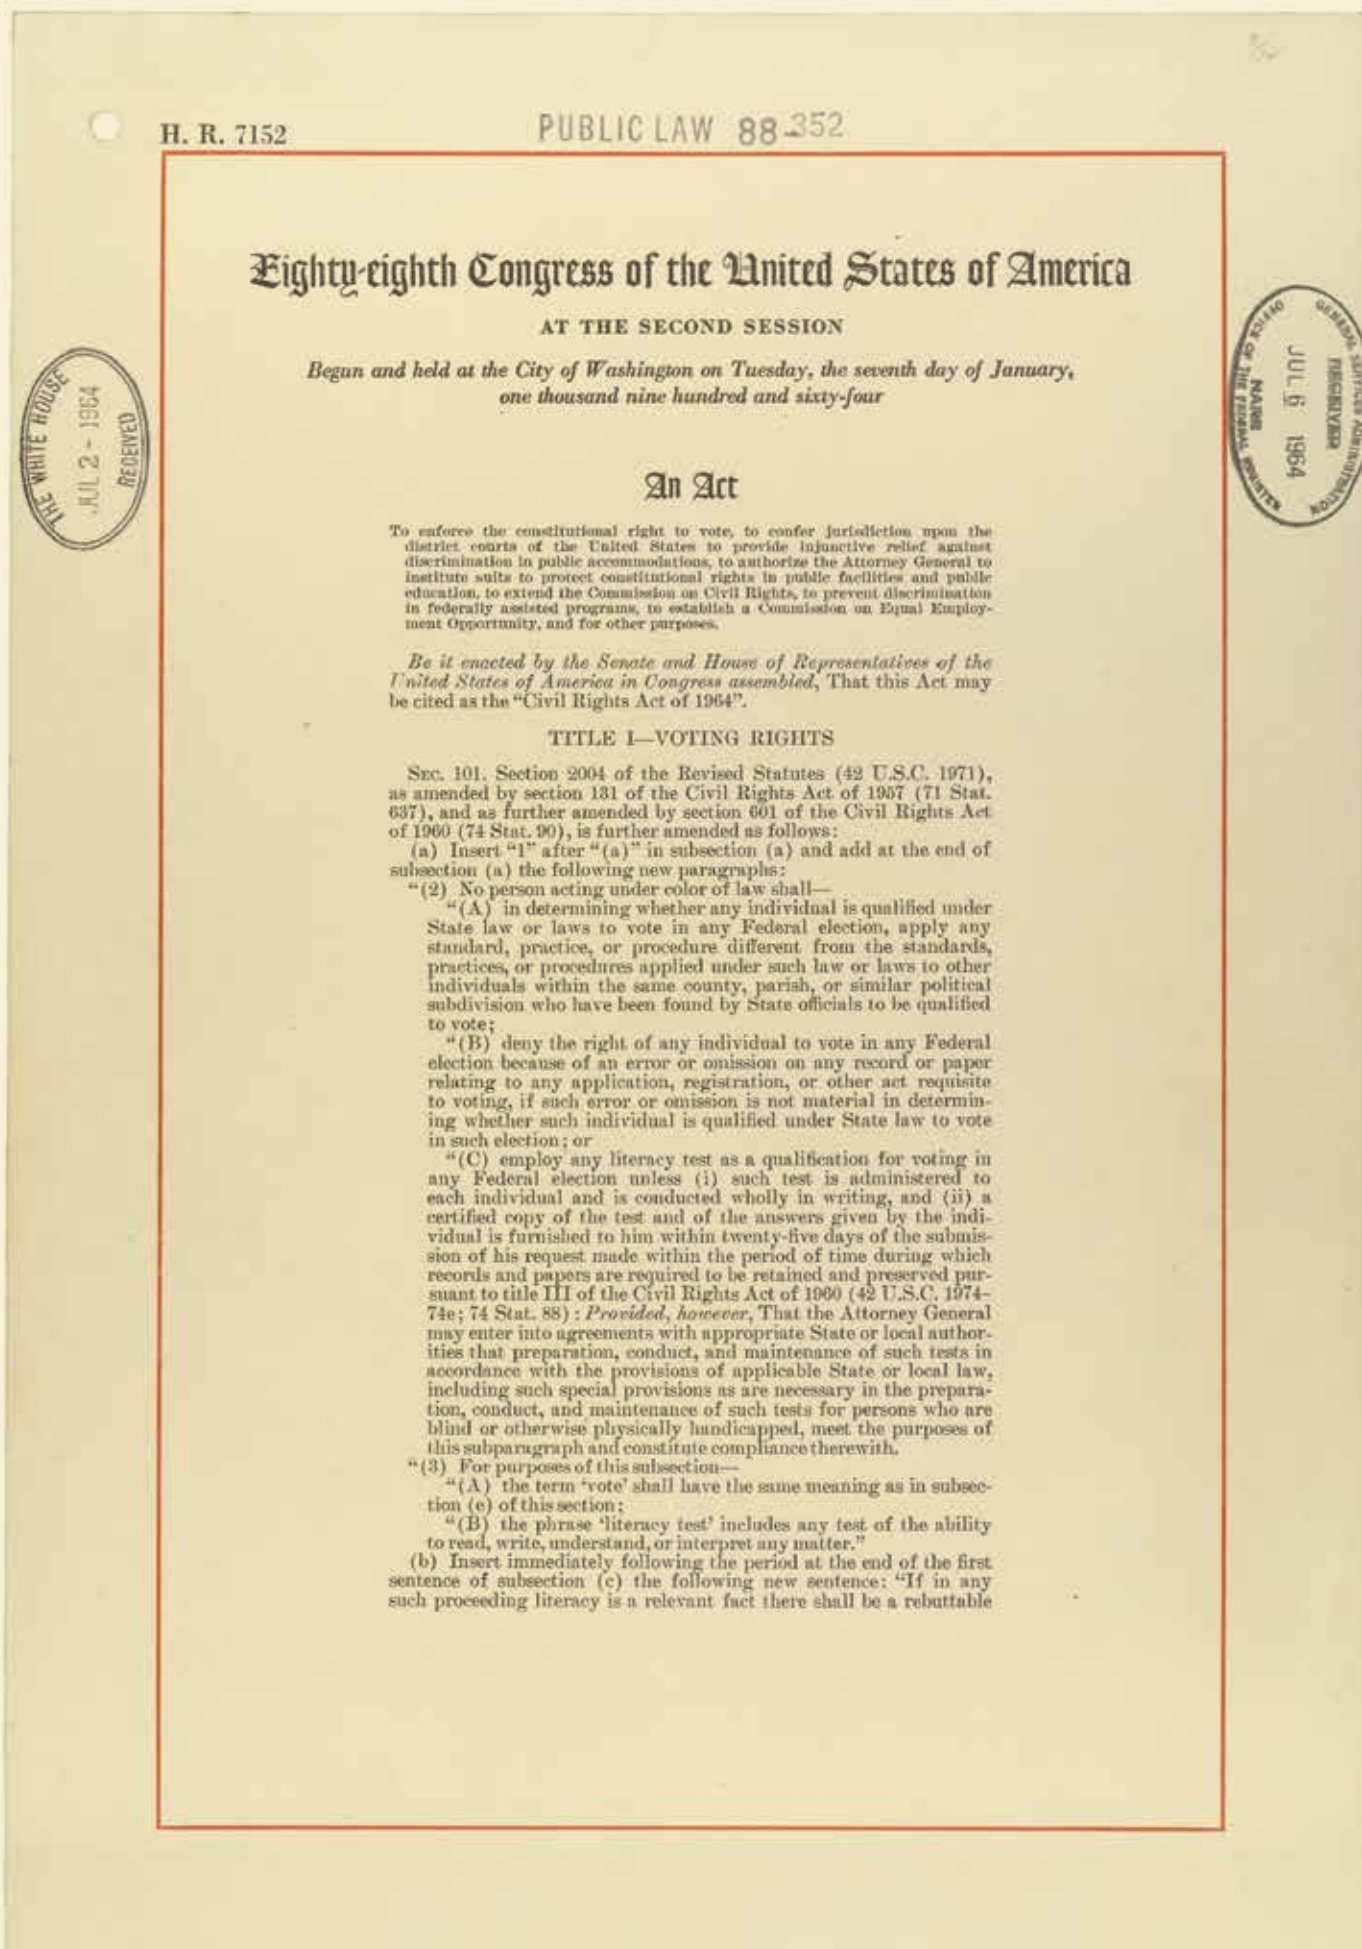 H. R. 7152
PUBLIC LAW 88-352
Eighty-eighth Congress of the United States of America
AT THE SECOND SESSION
Begun and held at the City of Washington on Tuesday, the seventh day of January,
one thousand nine hundred and sixty-four
THE WHITE HOUSE
JUL 2 - 1964
RECEIVED
GENERAL SERVICES ADMINISTRATION
RECEIVED
JUL 6 1964
NARS
OFFICE OF THE FEDERAL REGISTER
An Act
To enforce the constitutional right to vote, to confer jurisdiction upon the
district courts of the United States to provide injunctive relief against
discrimination in public accommodations, to authorize the Attorney General to
institute suits to protect constitutional rights in public facilities and public
education, to extend the Commission on Civil Rights, to prevent discrimination
in federally assisted programs, to establish a Commission on Equal Employ-
ment Opportunity, and for other purposes.
Be it enacted by the Senate and House of Representatives of the
United States of America in Congress assembled, That this Act may
be cited as the “Civil Rights Act of 1964”.
TITLE I—VOTING RIGHTS
SEC. 101. Section 2004 of the Revised Statutes (42 U.S.C. 1971),
as amended by section 131 of the Civil Rights Act of 1957 (71 Stat.
637), and as further amended by section 601 of the Civil Rights Act
of 1960 (74 Stat. 90), is further amended as follows:
(a) Insert “1” after “(a)” in subsection (a) and add at the end of
subsection (a) the following new paragraphs:
“(2) No person acting under color of law shall—
“(A) in determining whether any individual is qualified under
State law or laws to vote in any Federal election, apply any
standard, practice, or procedure different from the standards,
practices, or procedures applied under such law or laws to other
individuals within the same county, parish, or similar political
subdivision who have been found by State officials to be qualified
to vote;
“(B) deny the right of any individual to vote in any Federal
election because of an error or omission on any record or paper
relating to any application, registration, or other act requisite
to voting, if such error or omission is not material in determin-
ing whether such individual is qualified under State law to vote
in such election; or
“(C) employ any literacy test as a qualification for voting in
any Federal election unless (i) such test is administered to
each individual and is conducted wholly in writing, and (ii) a
certified copy of the test and of the answers given by the indi-
vidual is furnished to him within twenty-five days of the submis-
sion of his request made within the period of time during which
records and papers are required to be retained and preserved pur-
suant to title III of the Civil Rights Act of 1960 (42 U.S.C. 1974–
74e; 74 Stat. 88): Provided, however, That the Attorney General
may enter into agreements with appropriate State or local author-
ities that preparation, conduct, and maintenance of such tests in
accordance with the provisions of applicable State or local law,
including such special provisions as are necessary in the prepara-
tion, conduct, and maintenance of such tests for persons who are
blind or otherwise physically handicapped, meet the purposes of
this subparagraph and constitute compliance therewith.
“(3) For purposes of this subsection—
“(A) the term ‘vote’ shall have the same meaning as in subsec-
tion (e) of this section;
“(B) the phrase ‘literacy test’ includes any test of the ability
to read, write, understand, or interpret any matter.”
(b) Insert immediately following the period at the end of the first
sentence of subsection (c) the following new sentence: “If in any
such proceeding literacy is a relevant fact there shall be a rebuttable